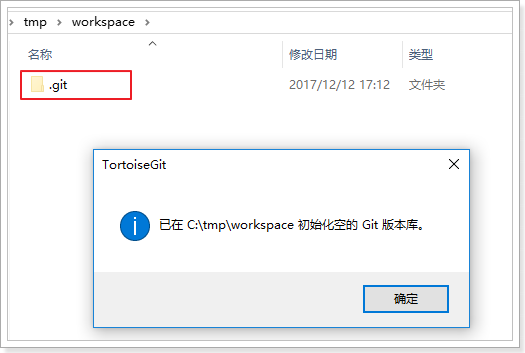 tmp › workspace ›
名称 修改日期 类型
.git 2017/12/12 17:12 文件夹
TortoiseGit
已在 C:\tmp\workspace 初始化空的 Git 版本库。
确定